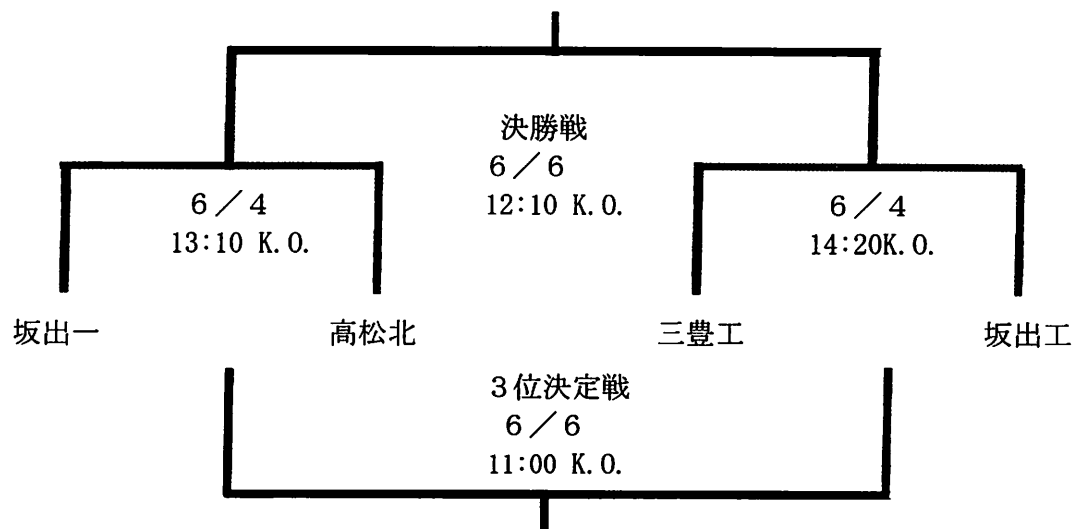 決勝戦
6／6
12:10 K.O.
6／4
13:10 K.O.
6／4
14:20K.O.
坂出一
高松北
三豊工
坂出工
3位決定戦
6／6
11:00 K.O.